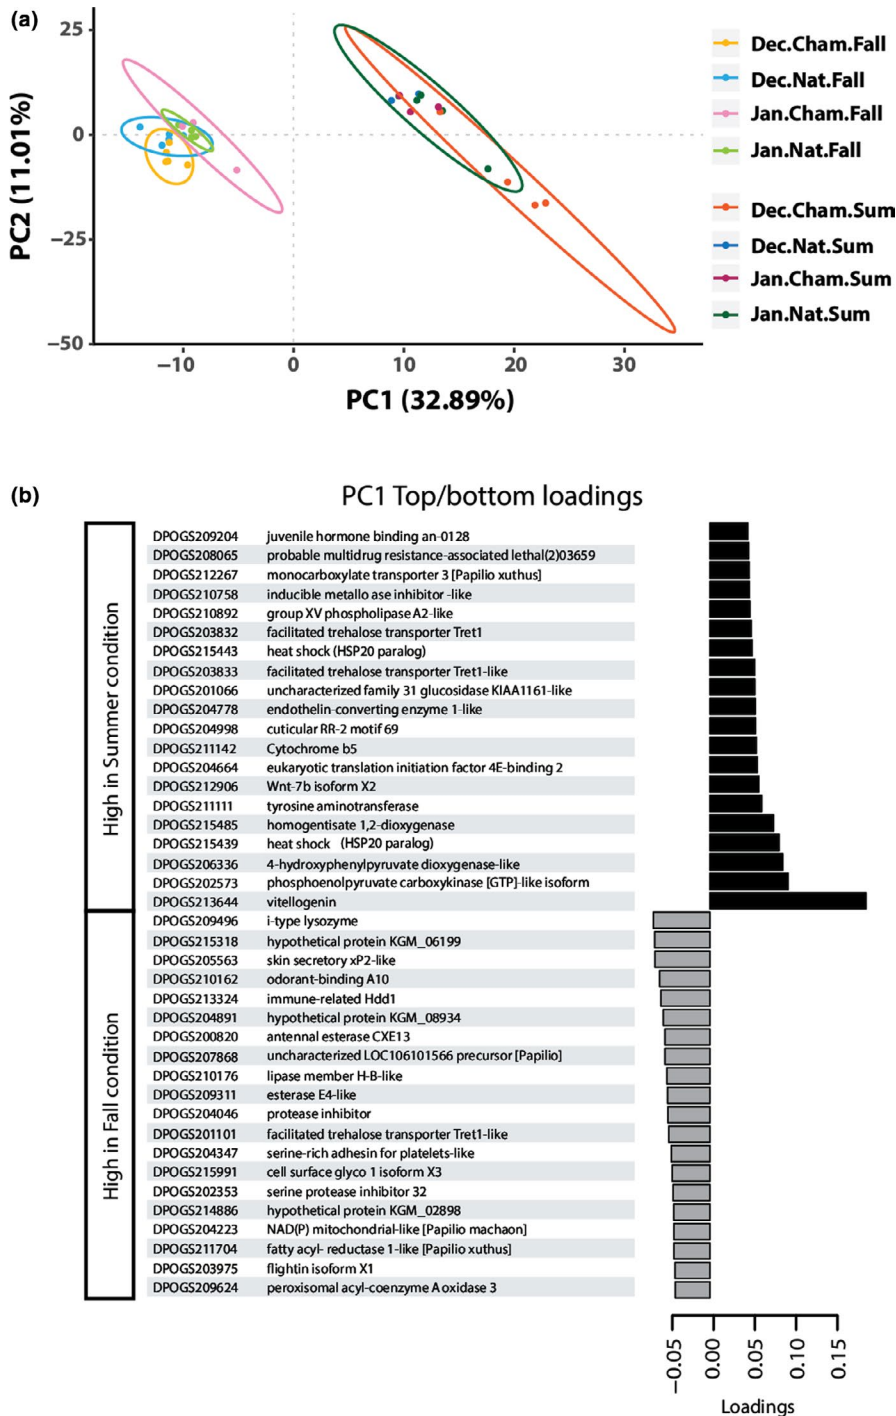 (a)
25
0
−25
−50
−10
0
10
20
30
PC2 (11.01%)
PC1 (32.89%)
Dec.Cham.Fall
Dec.Nat.Fall
Jan.Cham.Fall
Jan.Nat.Fall
Dec.Cham.Sum
Dec.Nat.Sum
Jan.Cham.Sum
Jan.Nat.Sum
(b)
PC1 Top/bottom loadings
High in Summer condition
DPOGS209204 juvenile hormone binding an-0128
DPOGS208065 probable multidrug resistance-associated lethal(2)03659
DPOGS212267 monocarboxylate transporter 3 [Papilio xuthus]
DPOGS210758 inducible metallo ase inhibitor -like
DPOGS210892 group XV phospholipase A2-like
DPOGS203832 facilitated trehalose transporter Tret1
DPOGS215443 heat shock (HSP20 paralog)
DPOGS203833 facilitated trehalose transporter Tret1-like
DPOGS201066 uncharacterized family 31 glucosidase KIAA1161-like
DPOGS204778 endothelin-converting enzyme 1-like
DPOGS204998 cuticular RR-2 motif 69
DPOGS211142 Cytochrome b5
DPOGS204664 eukaryotic translation initiation factor 4E-binding 2
DPOGS212906 Wnt-7b isoform X2
DPOGS211111 tyrosine aminotransferase
DPOGS215485 homogentisate 1,2-dioxygenase
DPOGS215439 heat shock (HSP20 paralog)
DPOGS206336 4-hydroxyphenylpyruvate dioxygenase-like
DPOGS202573 phosphoenolpyruvate carboxykinase [GTP]-like isoform
DPOGS213644 vitellogenin
High in Fall condition
DPOGS209496 i-type lysozyme
DPOGS215318 hypothetical protein KGM_06199
DPOGS205563 skin secretory xP2-like
DPOGS210162 odorant-binding A10
DPOGS213324 immune-related Hdd1
DPOGS204891 hypothetical protein KGM_08934
DPOGS200820 antennal esterase CXE13
DPOGS207868 uncharacterized LOC106101566 precursor [Papilio]
DPOGS210176 lipase member H-B-like
DPOGS209311 esterase E4-like
DPOGS204046 protease inhibitor
DPOGS201101 facilitated trehalose transporter Tret1-like
DPOGS204347 serine-rich adhesin for platelets-like
DPOGS215991 cell surface glyco 1 isoform X3
DPOGS202353 serine protease inhibitor 32
DPOGS214886 hypothetical protein KGM_02898
DPOGS204223 NAD(P) mitochondrial-like [Papilio machaon]
DPOGS211704 fatty acyl- reductase 1-like [Papilio xuthus]
DPOGS203975 flightin isoform X1
DPOGS209624 peroxisomal acyl-coenzyme A oxidase 3
−0.05
0.00
0.05
0.10
0.15
Loadings